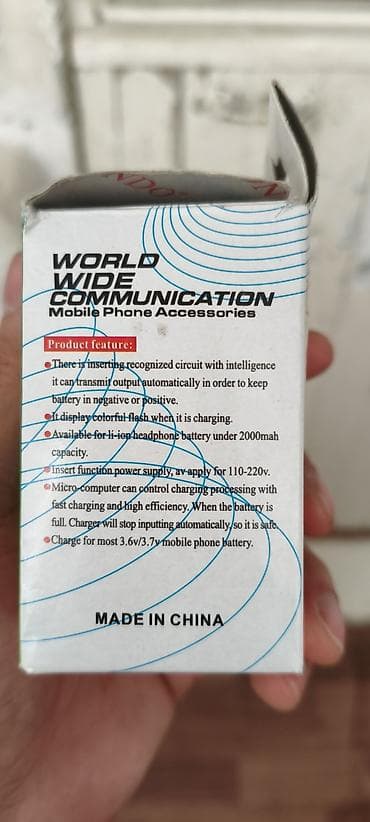 WORLD
WIDE
COMMUNICATION
Mobile Phone Accessories
Product feature:
There is inserting recognized circuit with intelligence
it can transmit output automatically in order to keep
battery in negative or positive.
It display colorful flash when it is charging.
Available for li-ion headphone battery under 2000mah
capacity.
Insert function power supply, av apply for 110-220v.
Micro-computer can control charging processing with
fast charging and high efficiency. When the battery is
full. Charger will stop inputting automatically, so it is safe.
Charge for most 3.6v/3.7v mobile phone battery.
MADE IN CHINA